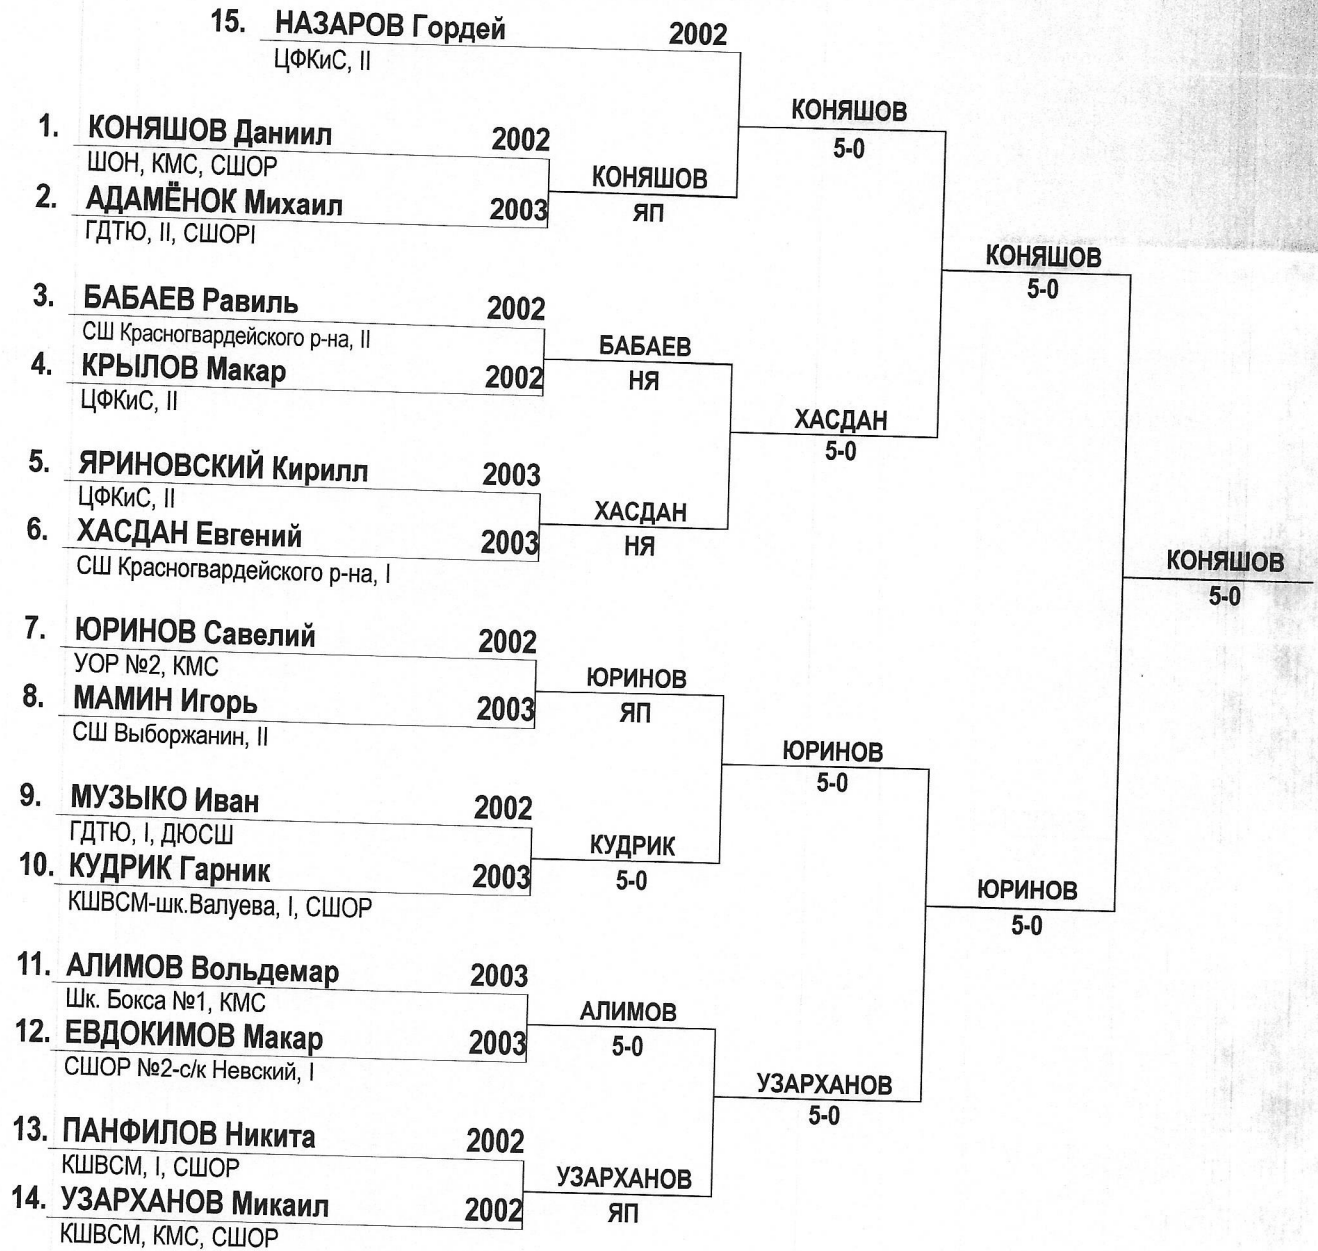 15. НАЗАРОВ Гордей 2002
ЦФКиС, II
1. КОНЯШОВ Даниил 2002
ШОН, КМС, СШОР
2. АДАМЁНОК Михаил 2003
ГДТЮ, II, СШОРI
3. БАБАЕВ Равиль 2002
СШ Красногвардейского р-на, II
4. КРЫЛОВ Макар 2002
ЦФКиС, II
5. ЯРИНОВСКИЙ Кирилл 2003
ЦФКиС, II
6. ХАСДАН Евгений 2003
СШ Красногвардейского р-на, I
7. ЮРИНОВ Савелий 2002
УОР №2, КМС
8. МАМИН Игорь 2003
СШ Выборжанин, II
9. МУЗЫКО Иван 2002
ГДТЮ, I, ДЮСШ
10. КУДРИК Гарник 2003
КШВСМ-шк.Валуева, I, СШОР
11. АЛИМОВ Вольдемар 2003
Шк. Бокса №1, КМС
12. ЕВДОКИМОВ Макар 2003
СШОР №2-с/к Невский, I
13. ПАНФИЛОВ Никита 2002
КШВСМ, I, СШОР
14. УЗАРХАНОВ Микаил 2002
КШВСМ, КМС, СШОР
КОНЯШОВ
ЯП
БАБАЕВ
НЯ
ХАСДАН
НЯ
ЮРИНОВ
ЯП
КУДРИК
5-0
АЛИМОВ
5-0
УЗАРХАНОВ
ЯП
КОНЯШОВ
5-0
ХАСДАН
5-0
ЮРИНОВ
5-0
УЗАРХАНОВ
5-0
КОНЯШОВ
5-0
ЮРИНОВ
5-0
КОНЯШОВ
5-0